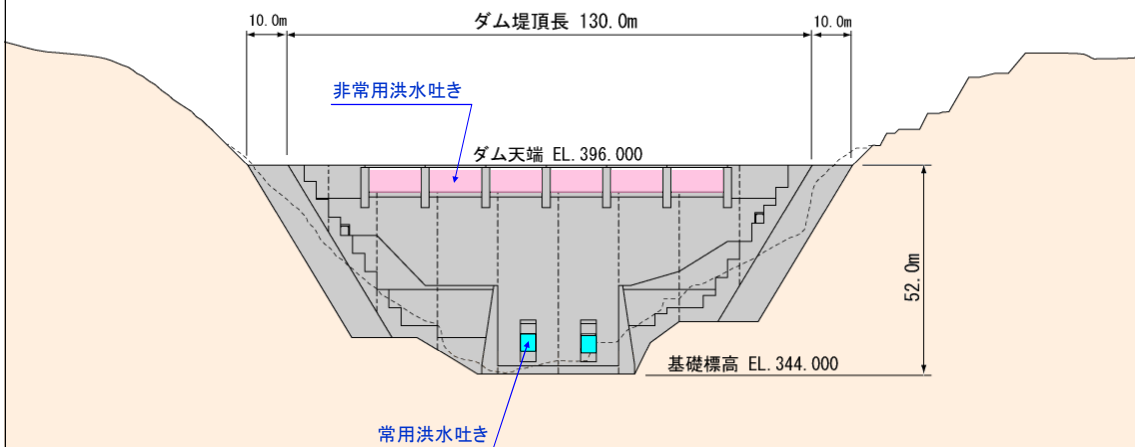 10.0m
ダム堤頂長 130.0m
10.0m
非常用洪水吐き
ダム天端 EL.396.000
52.0m
基礎標高 EL.344.000
常用洪水吐き